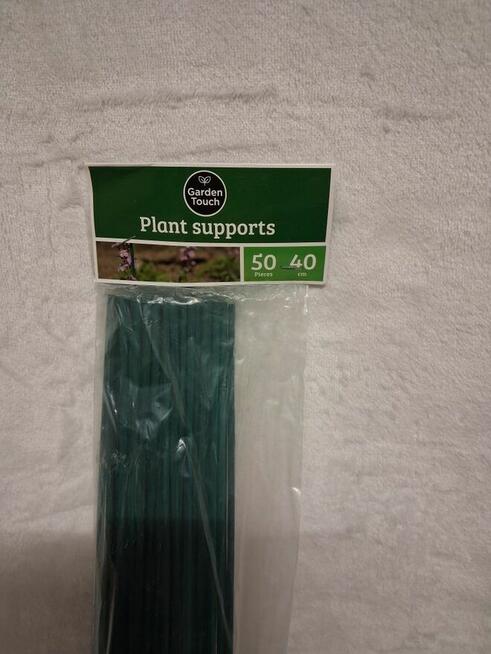 Garden
Touch
Plant supports
50 40
Pieces cm